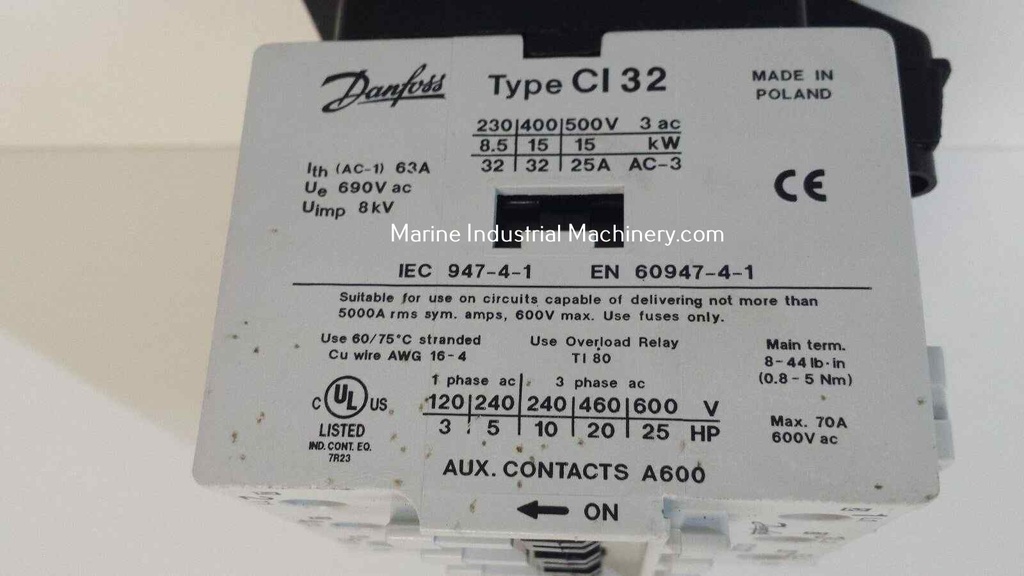 Danfoss Type CI 32 MADE IN POLAND
230 400 500V 3 ac
8.5 15 15 kW
32 32 25A AC-3
Ith (AC-1) 63A
Ue 690V ac
Uimp 8kV
CE
Marine Industrial Machinery.com
IEC 947-4-1 EN 60947-4-1
Suitable for use on circuits capable of delivering not more than
5000A rms sym. amps, 600V max. Use fuses only.
Use 60/75°C stranded
Cu wire AWG 16-4
Use Overload Relay
TI 80
Main term.
8-44 lb·in
(0.8-5 Nm)
C UL US
LISTED
IND. CONT. EQ.
7R23
1 phase ac 3 phase ac
120 240 240 460 600 V
3 5 10 20 25 HP
Max. 70A
600V ac
AUX. CONTACTS A600
← ON